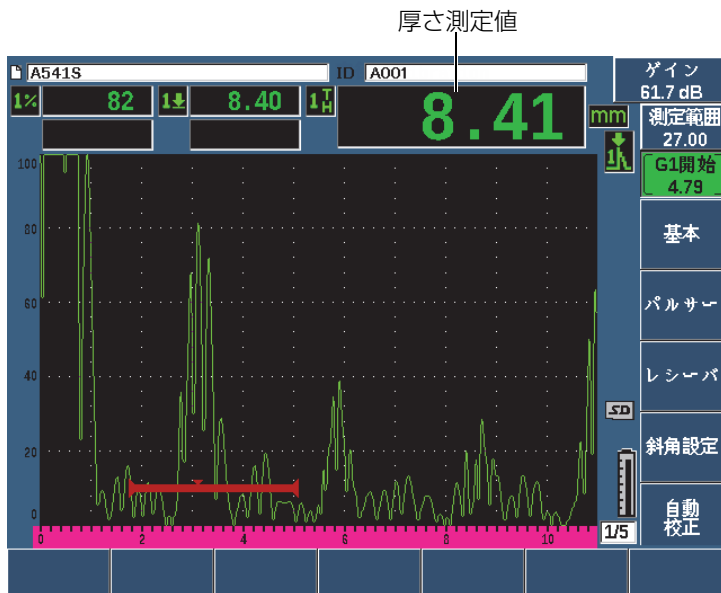 厚さ測定値
A541S ID A001
1% 82 1 8.40 1 TH 8.41 mm
1
ゲイン
61.7 dB
測定範囲
27.00
G1開始
4.79
基本
パルサー
レシーバ
斜角設定
自動
校正
100
80
60
40
20
0
0 2 4 6 8 10
SD
1/5